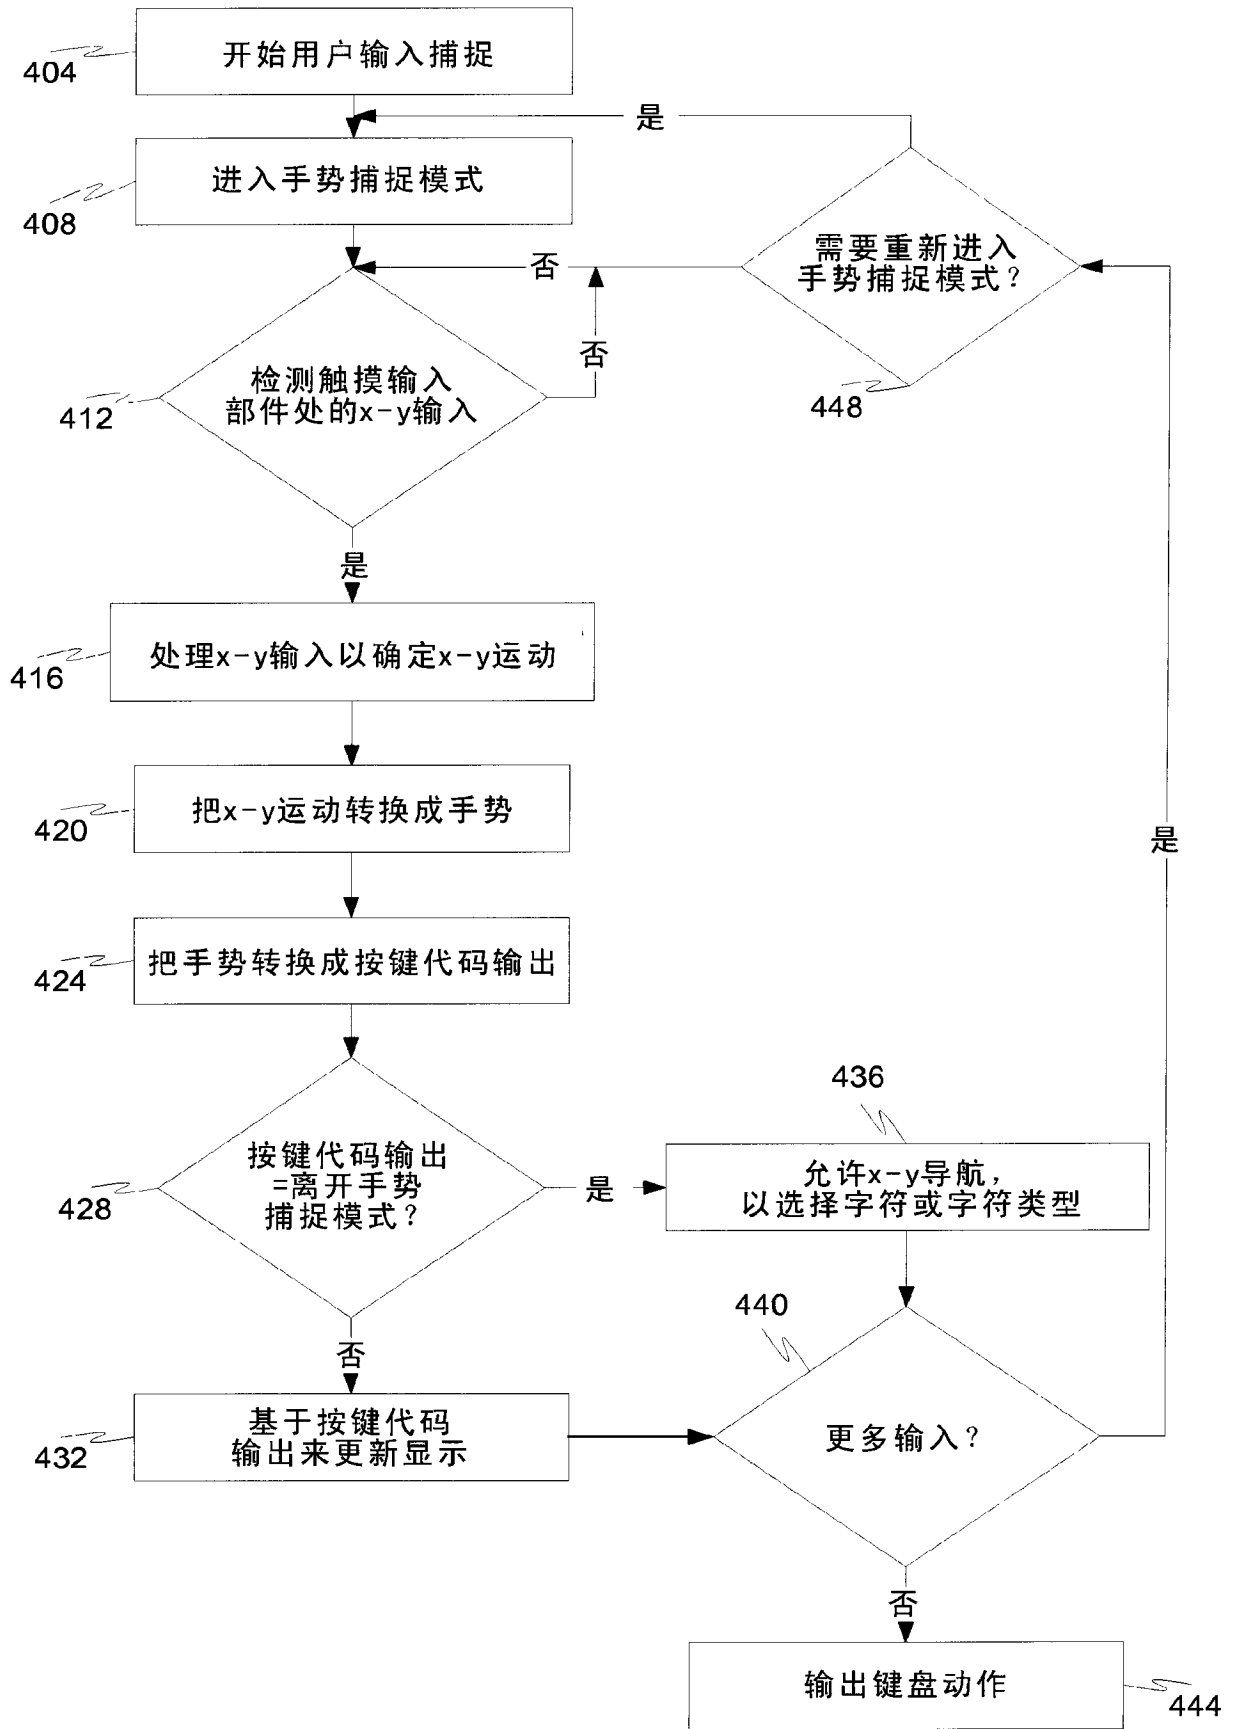 开始用户输入捕捉
404
是
进入手势捕捉模式
408
需要重新进入
手势捕捉模式？
448
否
否
检测触摸输入
部件处的x-y输入
412
是
处理x-y输入以确定x-y运动
416
把x-y运动转换成手势
420
是
把手势转换成按键代码输出
424
436
按键代码输出
=离开手势
捕捉模式？
428
是
允许x-y导航，
以选择字符或字符类型
440
否
基于按键代码
输出来更新显示
432
更多输入？
否
输出键盘动作
444